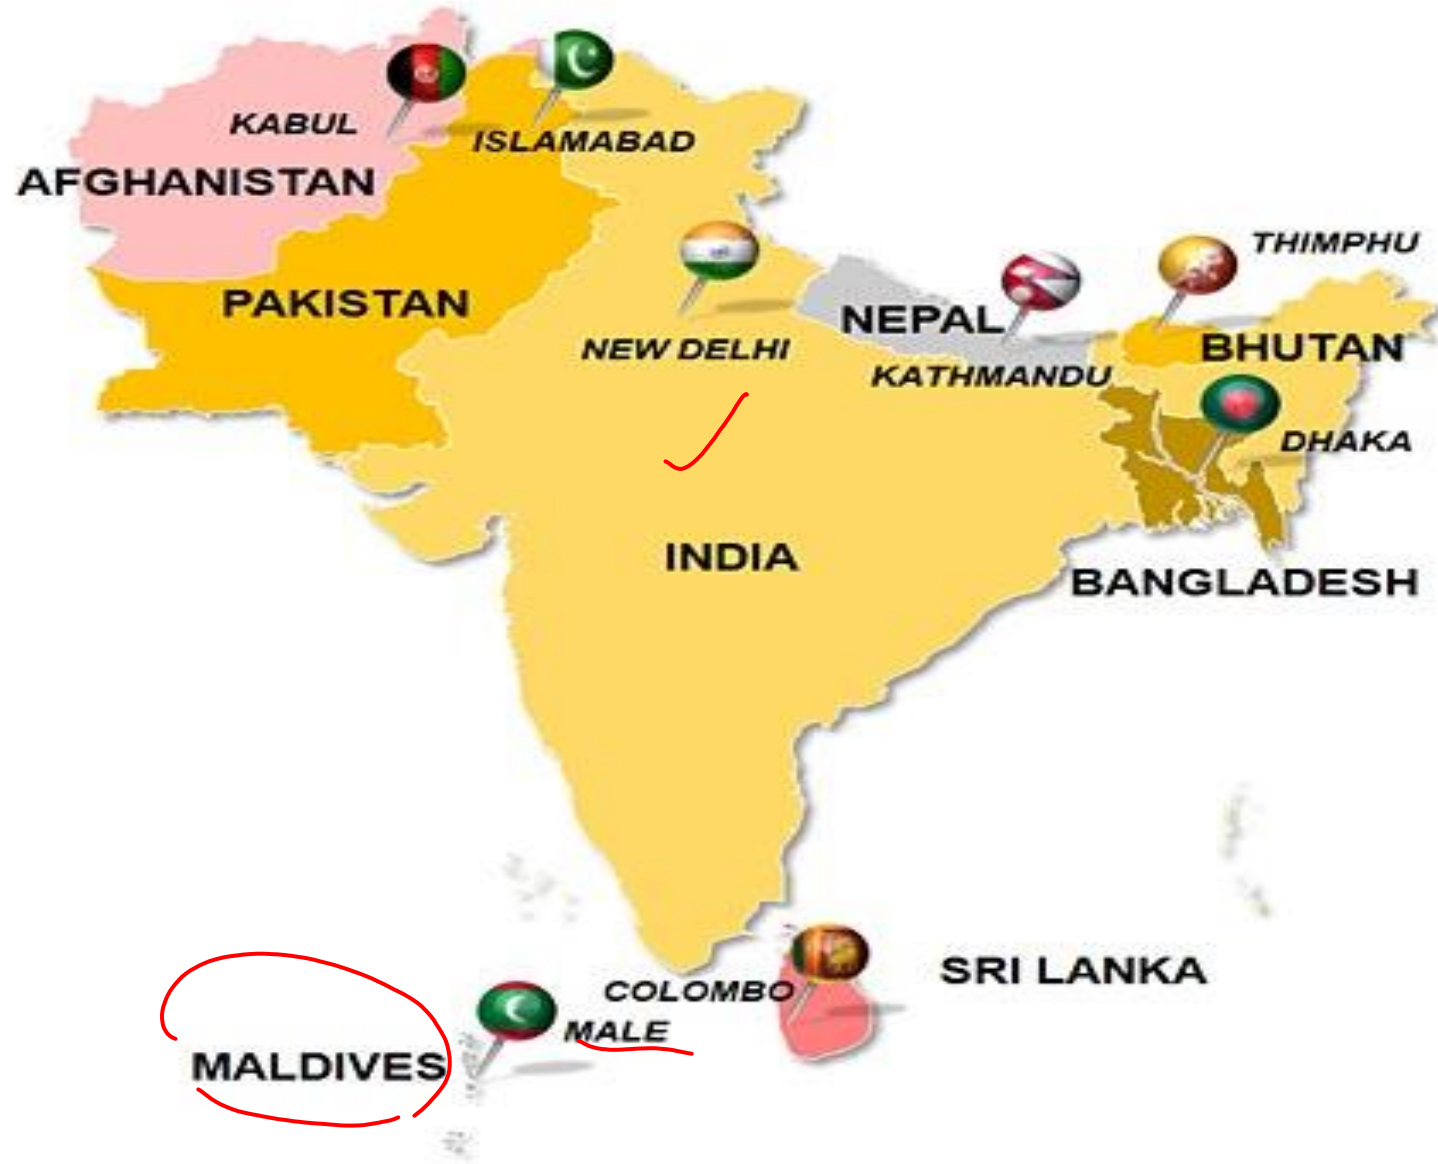 KABUL
ISLAMABAD
AFGHANISTAN
THIMPHU
PAKISTAN
NEPAL
NEW DELHI
BHUTAN
KATHMANDU
DHAKA
INDIA
BANGLADESH
SRI LANKA
COLOMBO
MALE
MALDIVES